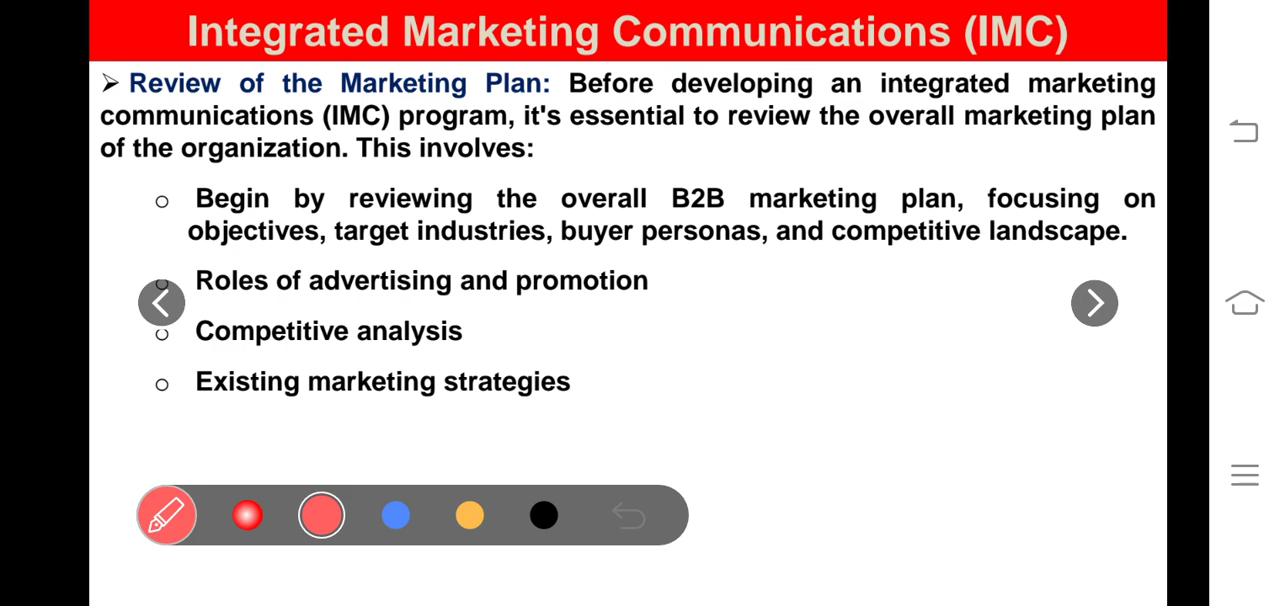 Integrated Marketing Communications (IMC)
➢ Review of the Marketing Plan: Before developing an integrated marketing
communications (IMC) program, it's essential to review the overall marketing plan
of the organization. This involves:
o Begin by reviewing the overall B2B marketing plan, focusing on
objectives, target industries, buyer personas, and competitive landscape.
o Roles of advertising and promotion
o Competitive analysis
o Existing marketing strategies